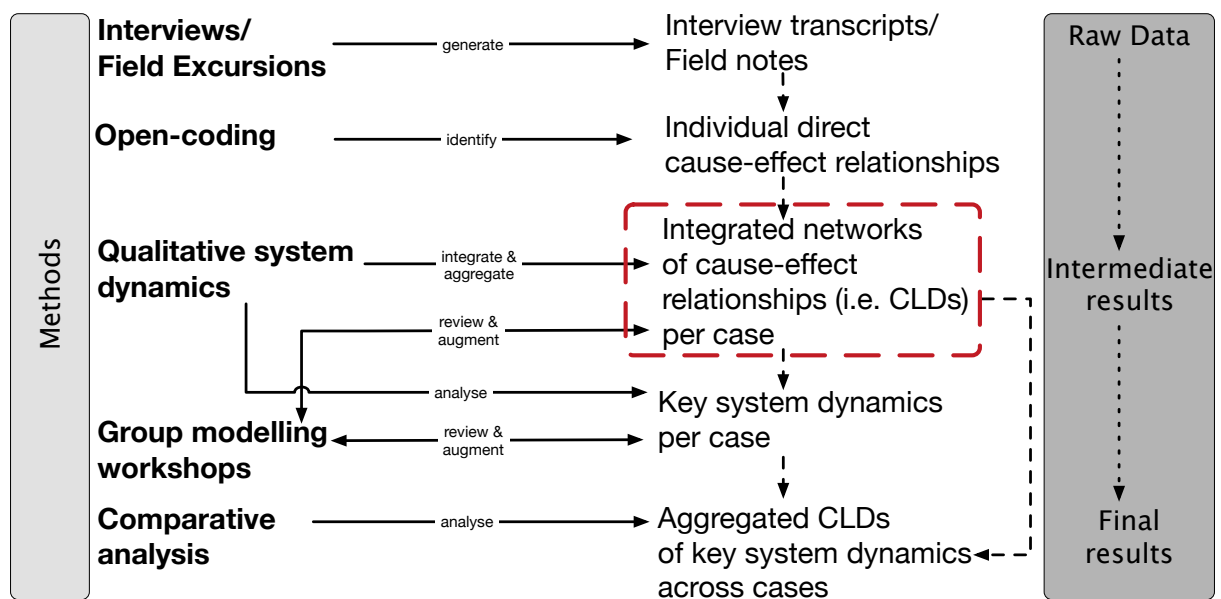 Methods
Interviews/
Field Excursions
generate
Interview transcripts/
Field notes
Open-coding
identify
Individual direct
cause-effect relationships
Qualitative system
dynamics
integrate &
aggregate
Integrated networks
of cause-effect
relationships (i.e. CLDs)
per case
review &
augment
analyse
Key system dynamics
per case
Group modelling
workshops
review &
augment
Comparative
analysis
analyse
Aggregated CLDs
of key system dynamics
across cases
Raw Data
Intermediate
results
Final
results